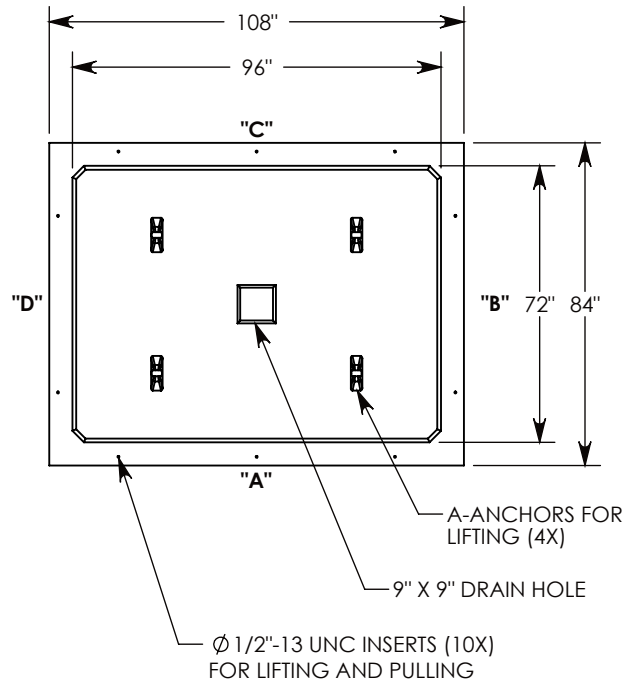 108"
96"
"C"
"D"
"B"
72"
84"
"A"
A-ANCHORS FOR
LIFTING (4X)
9" X 9" DRAIN HOLE
Ø 1/2"-13 UNC INSERTS (10X)
FOR LIFTING AND PULLING